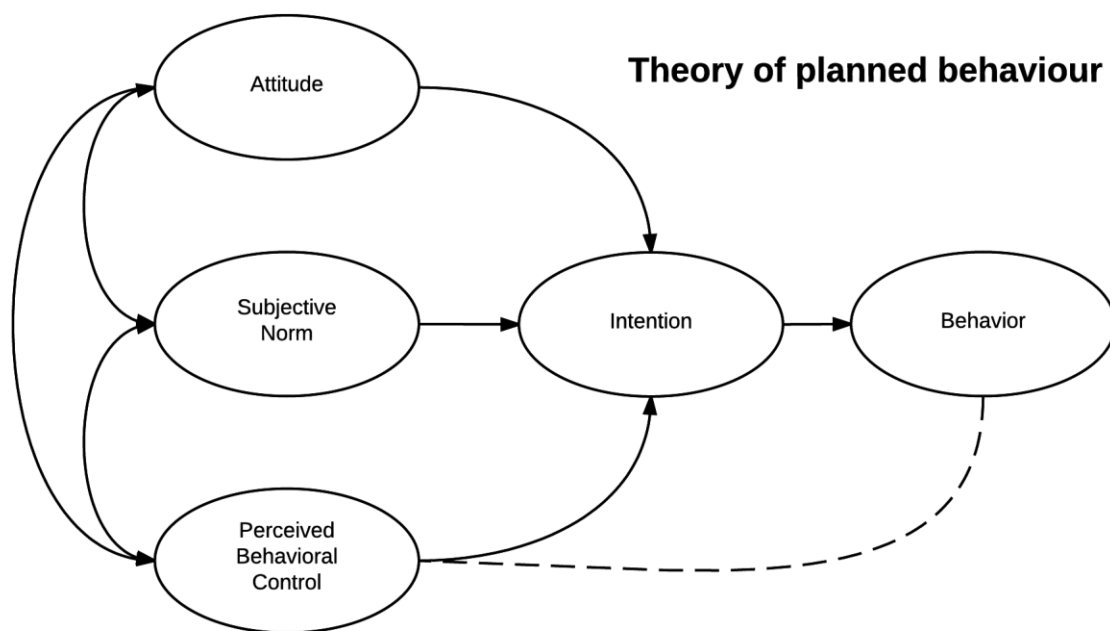 Theory of planned behaviour
Attitude
Subjective
Norm
Intention
Behavior
Perceived
Behavioral
Control